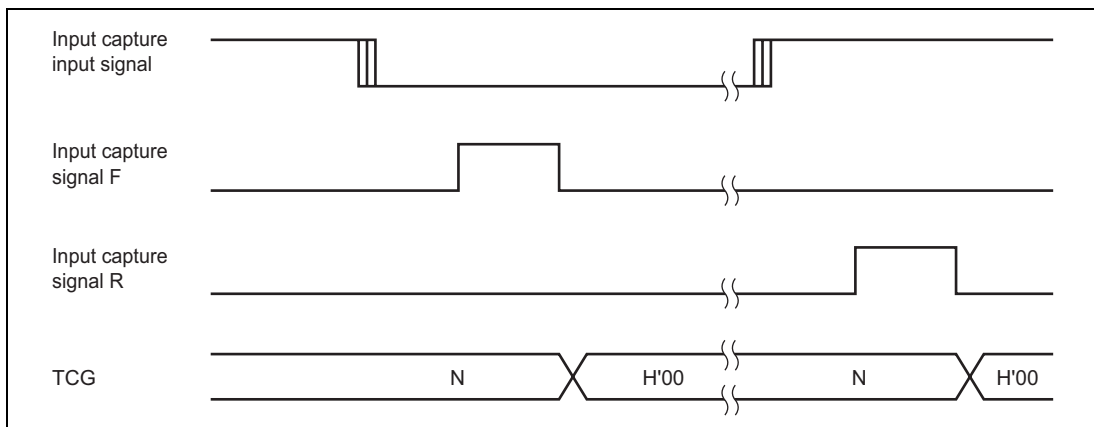 Input capture
input signal
Input capture
signal F
Input capture
signal R
TCG
N
H'00
N
H'00